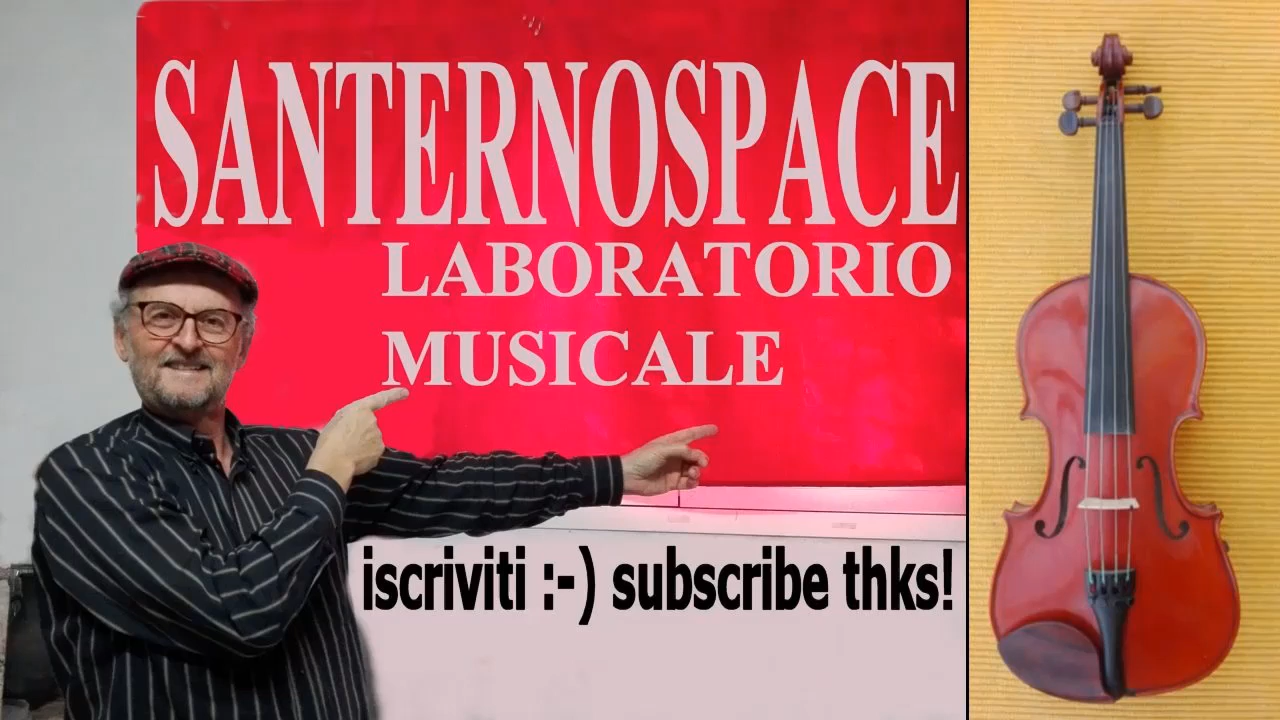 SANTERNOSPACE
LABORATORIO
MUSICALE
iscriviti :-) subscribe thks!